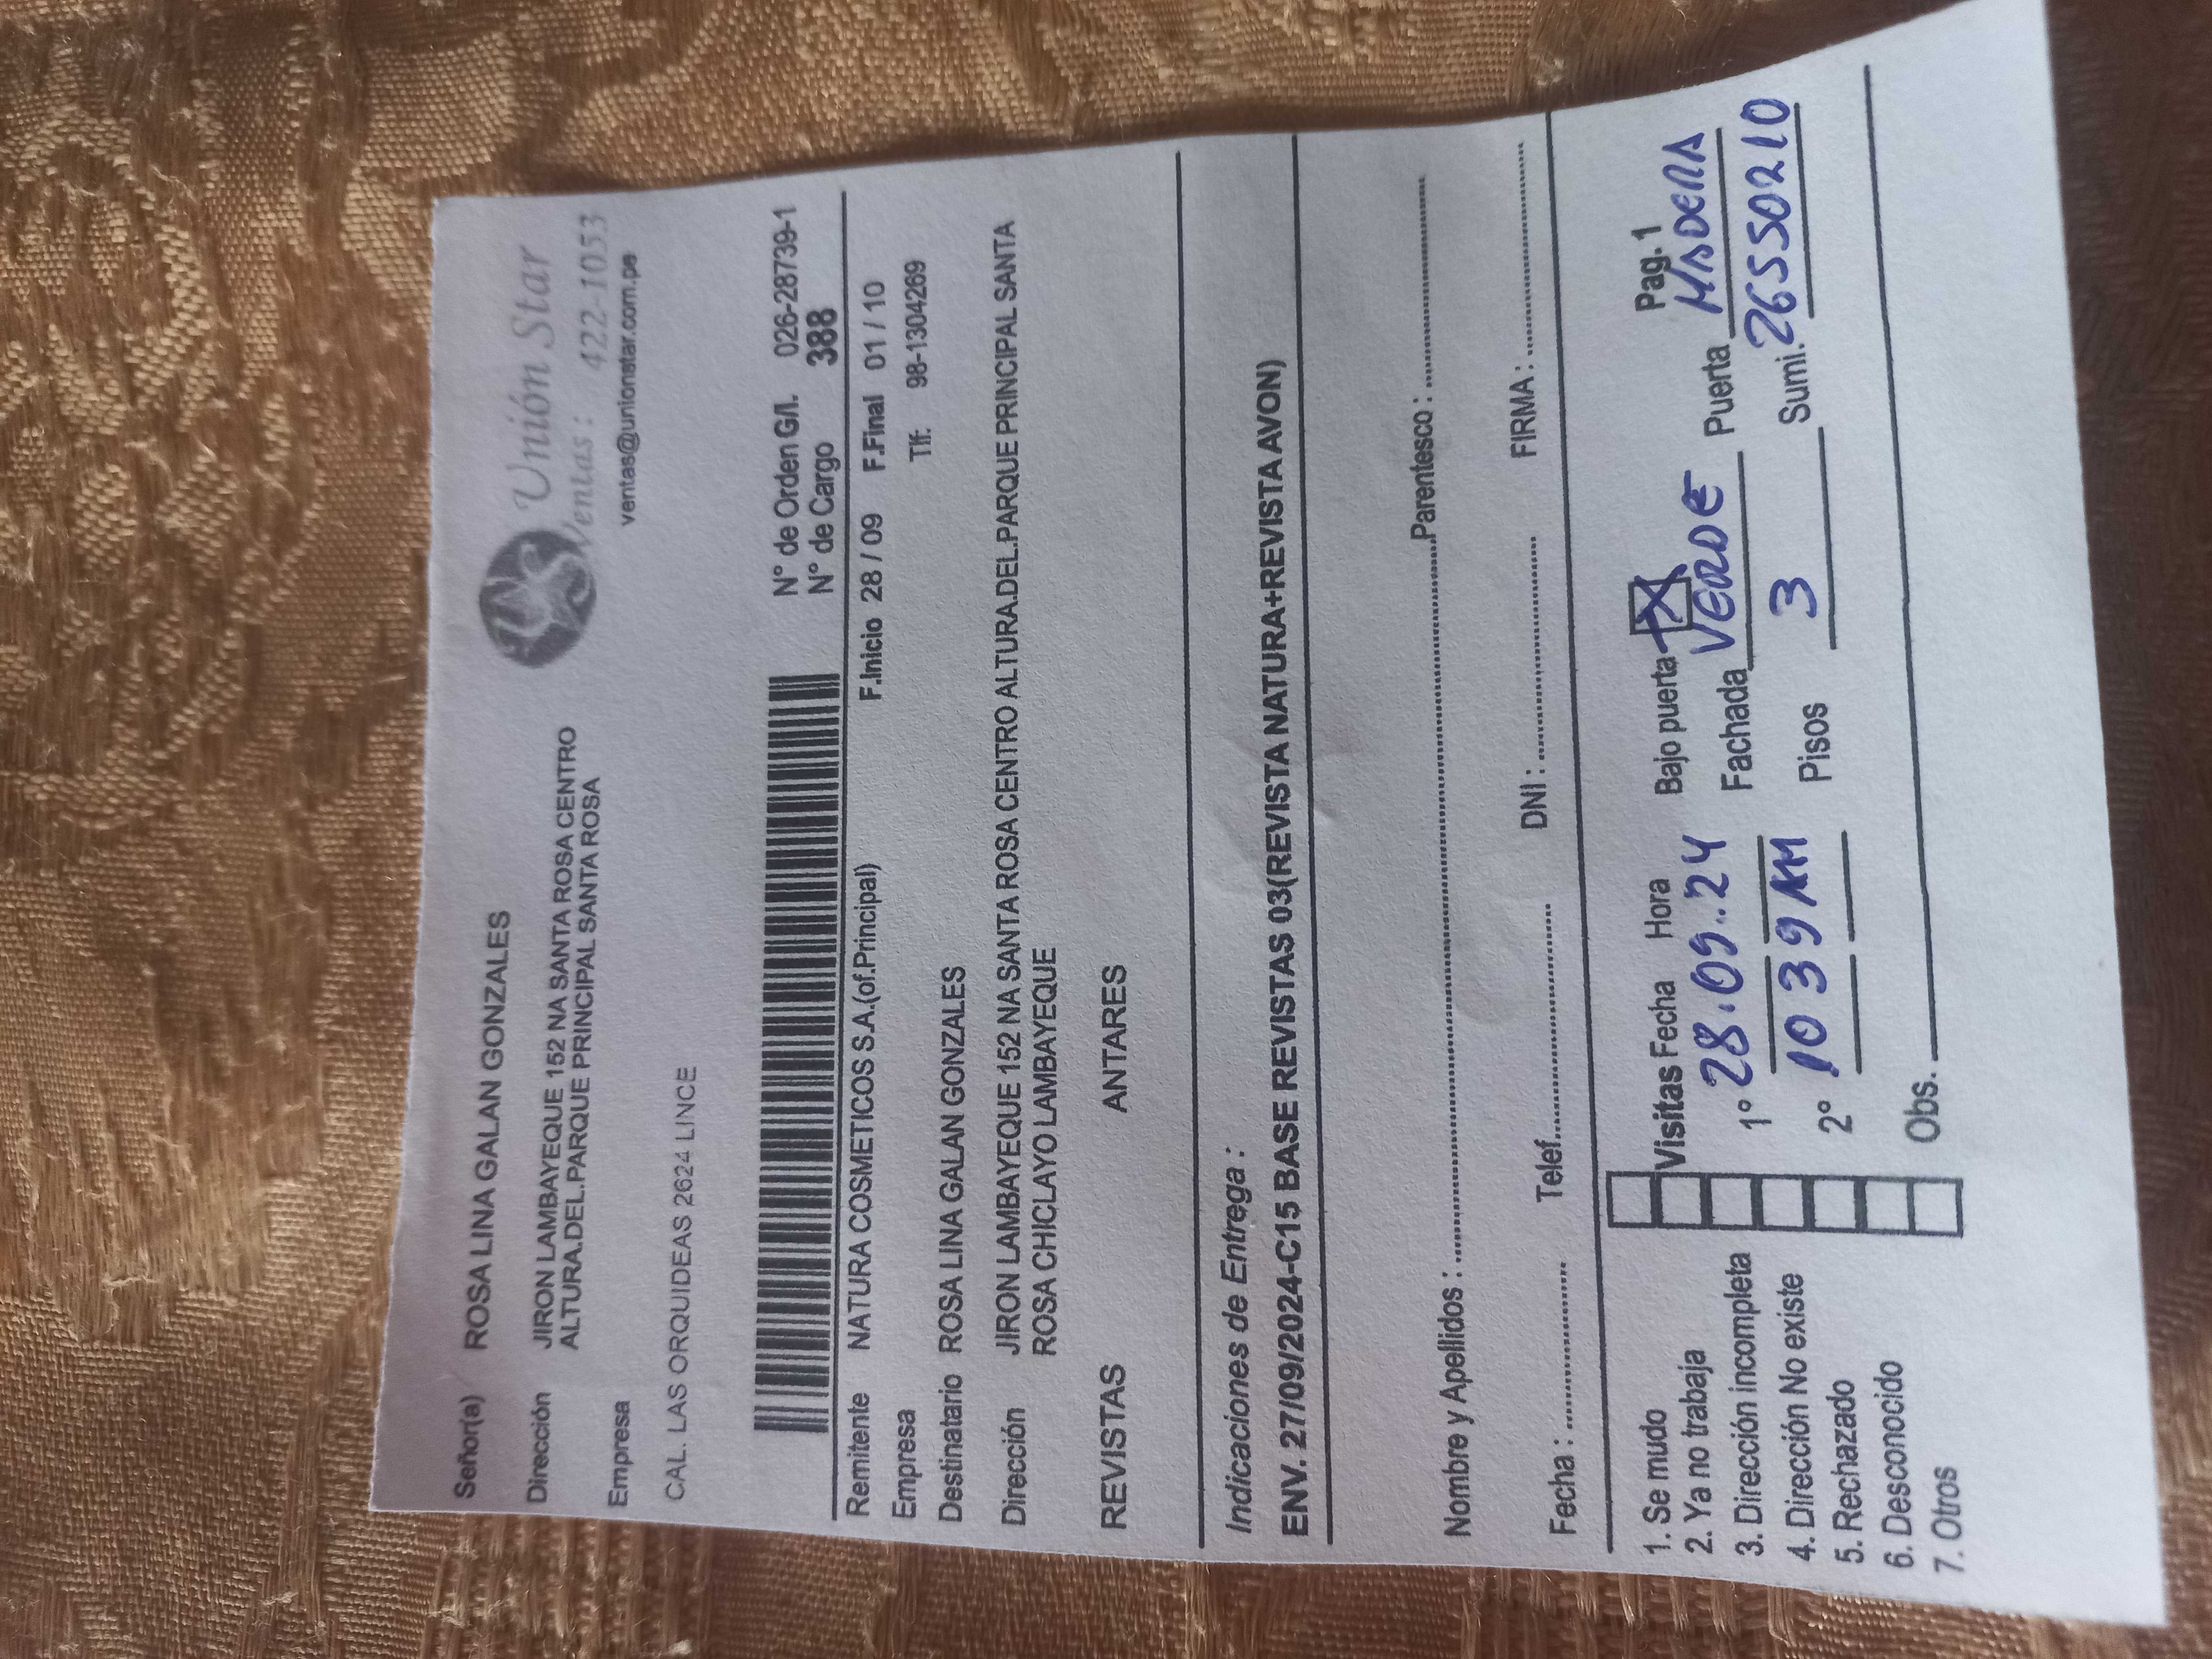 Señor(a) ROSA LINA GALAN GONZALES
Unión Star
Ventas : 422-1053
ventas@unionstar.com.pe
Dirección JIRON LAMBAYEQUE 152 NA SANTA ROSA CENTRO
ALTURA.DEL.PARQUE PRINCIPAL SANTA ROSA
Empresa
CAL. LAS ORQUIDEAS 2624 LINCE
N° de Orden G/I. 026-28739-1
N° de Cargo 388
Remitente NATURA COSMETICOS S.A.(of.Principal) F.Inicio 28 / 09 F.Final 01 / 10
Empresa Tlf: 98-1304269
Destinatario ROSA LINA GALAN GONZALES
Dirección JIRON LAMBAYEQUE 152 NA SANTA ROSA CENTRO ALTURA.DEL.PARQUE PRINCIPAL SANTA
ROSA CHICLAYO LAMBAYEQUE
REVISTAS ANTARES
Indicaciones de Entrega :
ENV. 27/09/2024-C15 BASE REVISTAS 03(REVISTA NATURA+REVISTA AVON)
Nombre y Apellidos : Parentesco :
Fecha : Telef. DNI : FIRMA :
Pag.1
1. Se mudo Visitas Fecha Hora Bajo puerta X
2. Ya no trabaja 1° 28.09.24 Fachada VERDE Puerta MADERA
3. Dirección incompleta
4. Dirección No existe 2° 10 39 AM Pisos 3 Sumi. 26550210
5. Rechazado
6. Desconocido Obs.
7. Otros